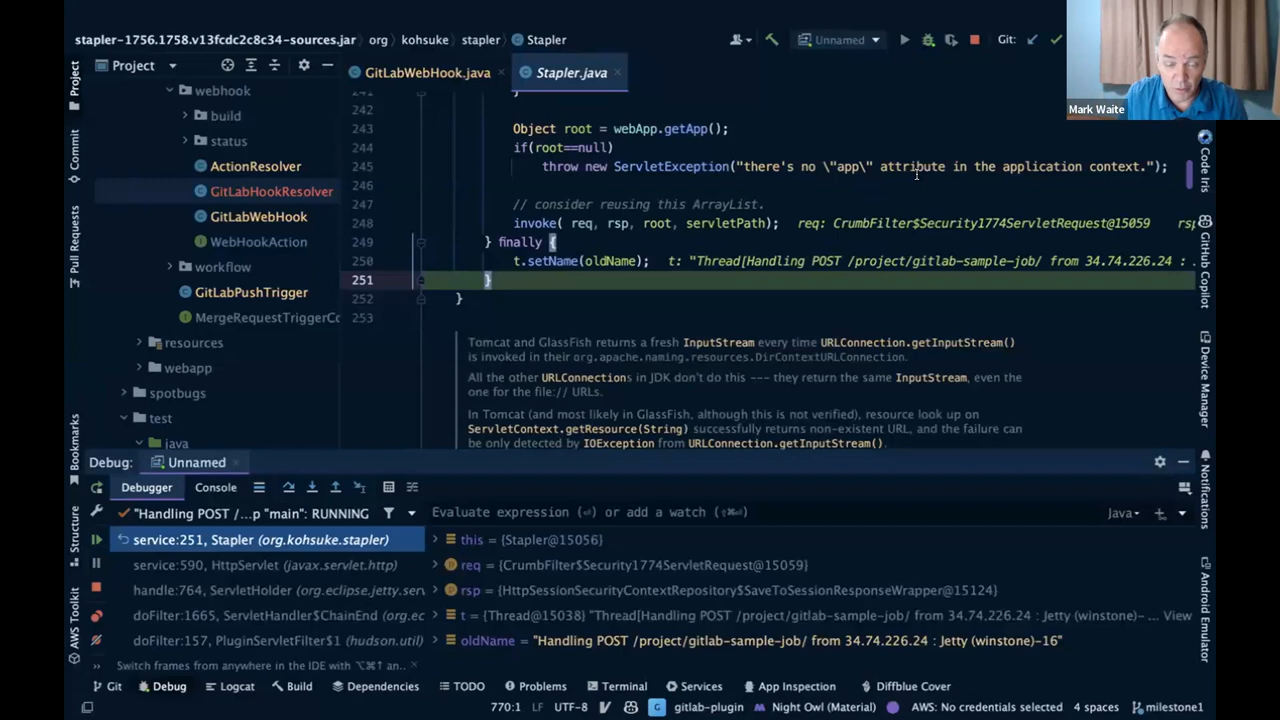 stapler-1756.1758.v13fcdc2c8c34-sources.jar org kohsuke stapler Stapler Unnamed Git:
Mark Waite
Project GitLabWebHook.java Stapler.java
241 }
242
243 Object root = webApp.getApp();
244 if(root==null)
245 throw new ServletException("there's no \"app\" attribute in the application context.");
246
247 // consider reusing this ArrayList.
248 invoke( req, rsp, root, servletPath); req: CrumbFilter$Security1774ServletRequest@15059 rsp
249 } finally {
250 t.setName(oldName); t: "Thread[Handling POST /project/gitlab-sample-job/ from 34.74.226.24 : .
251 }
252 }
253
Tomcat and GlassFish returns a fresh InputStream every time URLConnection.getInputStream()
is invoked in their org.apache.naming.resources.DirContextURLConnection.
All the other URLConnections in JDK don't do this --- they return the same InputStream, even the
one for the file:// URLs.
In Tomcat (and most likely in GlassFish, although this is not verified), resource look up on
ServletContext.getResource(String) successfully returns non-existent URL, and the failure can
be only detected by IOException from URLConnection.getInputStream().
webhook
build
status
ActionResolver
GitLabHookResolver
GitLabWebHook
WebHookAction
workflow
GitLabPushTrigger
MergeRequestTriggerCo
resources
webapp
spotbugs
test
java
Project
Commit
Pull Requests
Bookmarks
Structure
AWS Toolkit
Code Iris
GitHub Copilot
Device Manager
Notifications
Android Emulator
Debug: Unnamed
Debugger Console
"Handling POST /...p "main": RUNNING
Evaluate expression (⏎) or add a watch (⇧⌘⏎) Java
service:251, Stapler (org.kohsuke.stapler)
service:590, HttpServlet (javax.servlet.http)
handle:764, ServletHolder (org.eclipse.jetty.serv
doFilter:1665, ServletHandler$ChainEnd (org.ec
doFilter:157, PluginServletFilter$1 (hudson.util)
this = {Stapler@15056}
req = {CrumbFilter$Security1774ServletRequest@15059}
rsp = {HttpSessionSecurityContextRepository$SaveToSessionResponseWrapper@15124}
t = {Thread@15038} "Thread[Handling POST /project/gitlab-sample-job/ from 34.74.226.24 : Jetty (winstone)-... View
oldName = "Handling POST /project/gitlab-sample-job/ from 34.74.226.24 : Jetty (winstone)-16"
Switch frames from anywhere in the IDE with ⌥⌘↑ an...
Git Debug Logcat Build Dependencies TODO Problems Terminal Services App Inspection Diffblue Cover
770:1 LF UTF-8 gitlab-plugin Night Owl (Material) AWS: No credentials selected 4 spaces milestone1